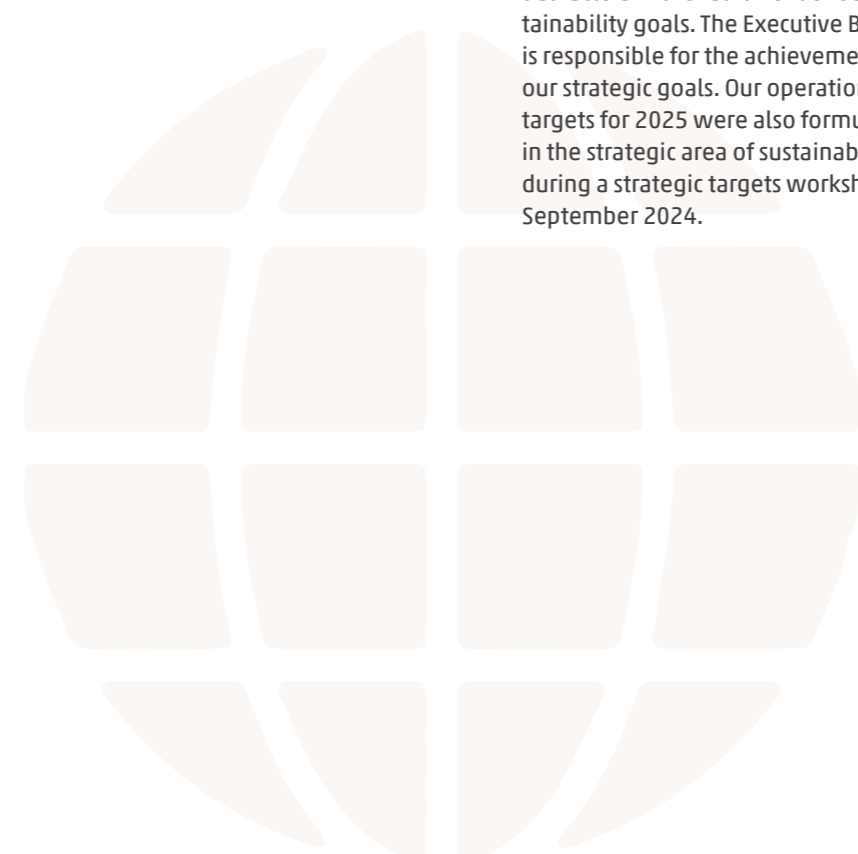 tainability goals. The Executive B
is responsible for the achieveme
our strategic goals. Our operation
targets for 2025 were also formu
in the strategic area of sustainab
during a strategic targets worksh
September 2024.